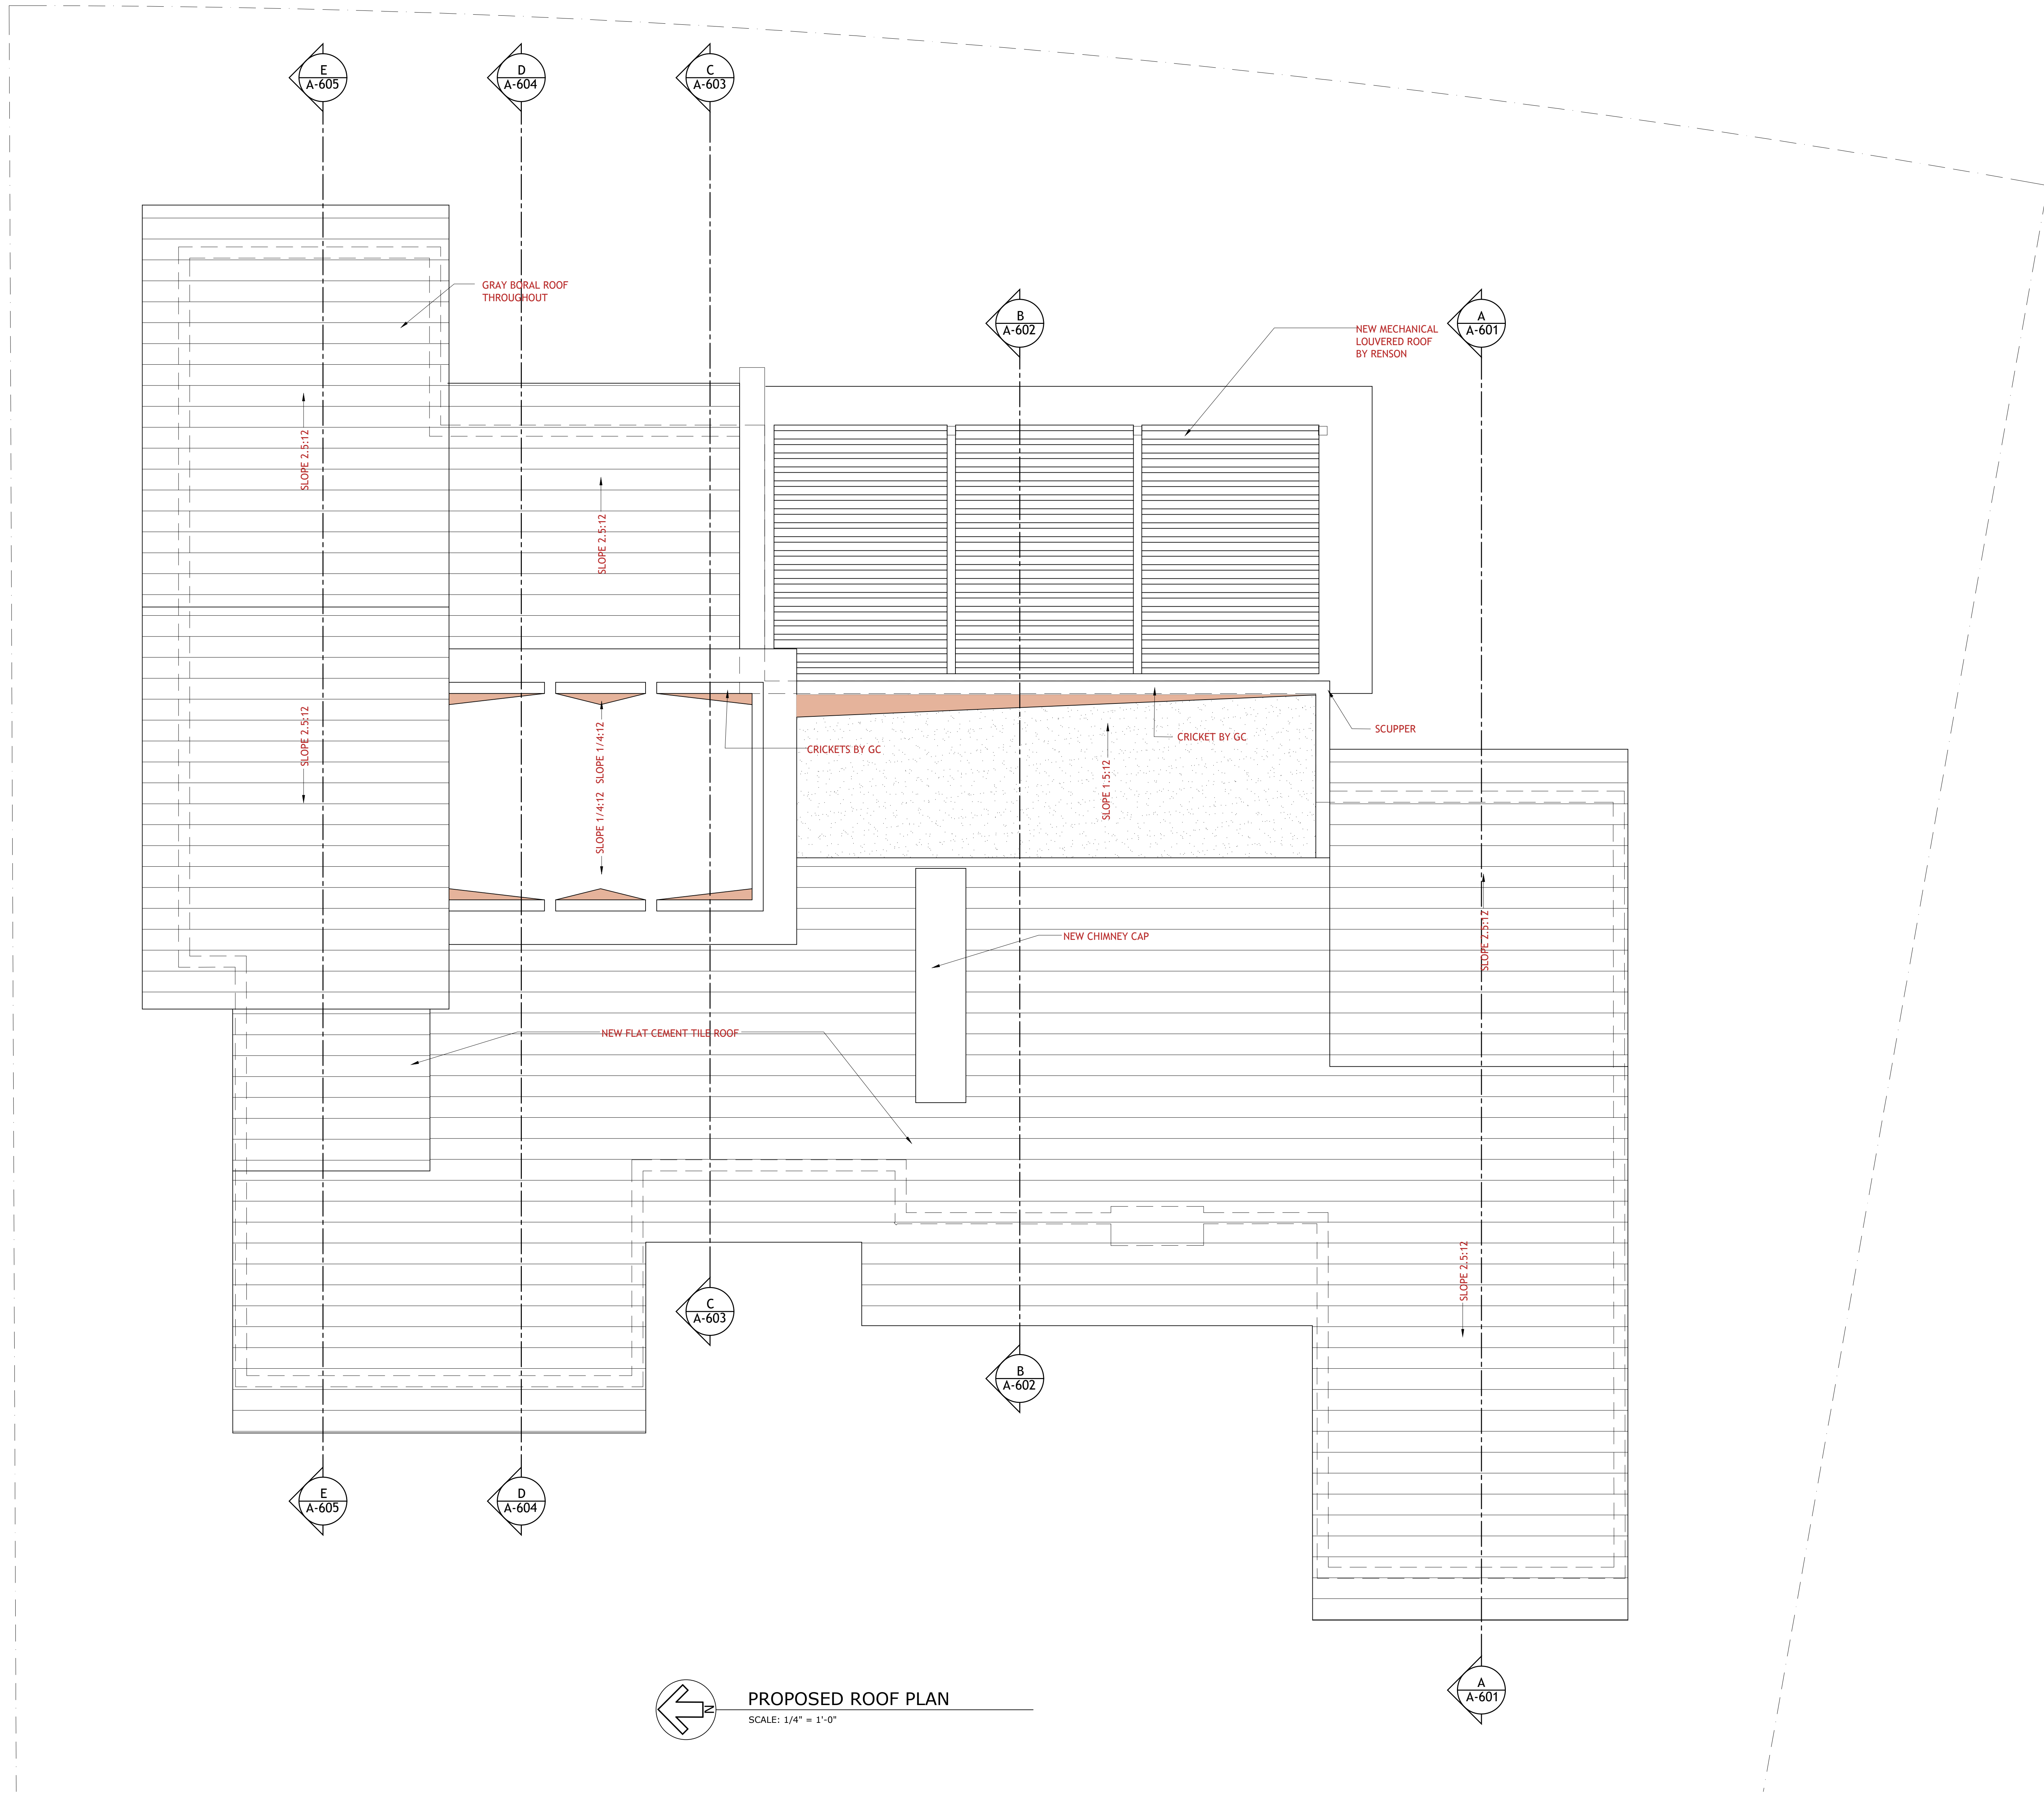 E
A-605
D
A-604
C
A-603
GRAY BORAL ROOF
THROUGHOUT
B
A-602
A
A-601
NEW MECHANICAL
LOUVERED ROOF
BY RENSON
SLOPE 2.5:12
SLOPE 2.5:12
SLOPE 2.5:12
SLOPE 1/4:12
SLOPE 1/4:12
CRICKETS BY GC
CRICKET BY GC
SCUPPER
SLOPE 1.5:12
NEW CHIMNEY CAP
SLOPE 2.5:12
NEW FLAT CEMENT TILE ROOF
SLOPE 2.5:12
C
A-603
B
A-602
E
A-605
D
A-604
A
A-601
N
PROPOSED ROOF PLAN
SCALE: 1/4" = 1'-0"